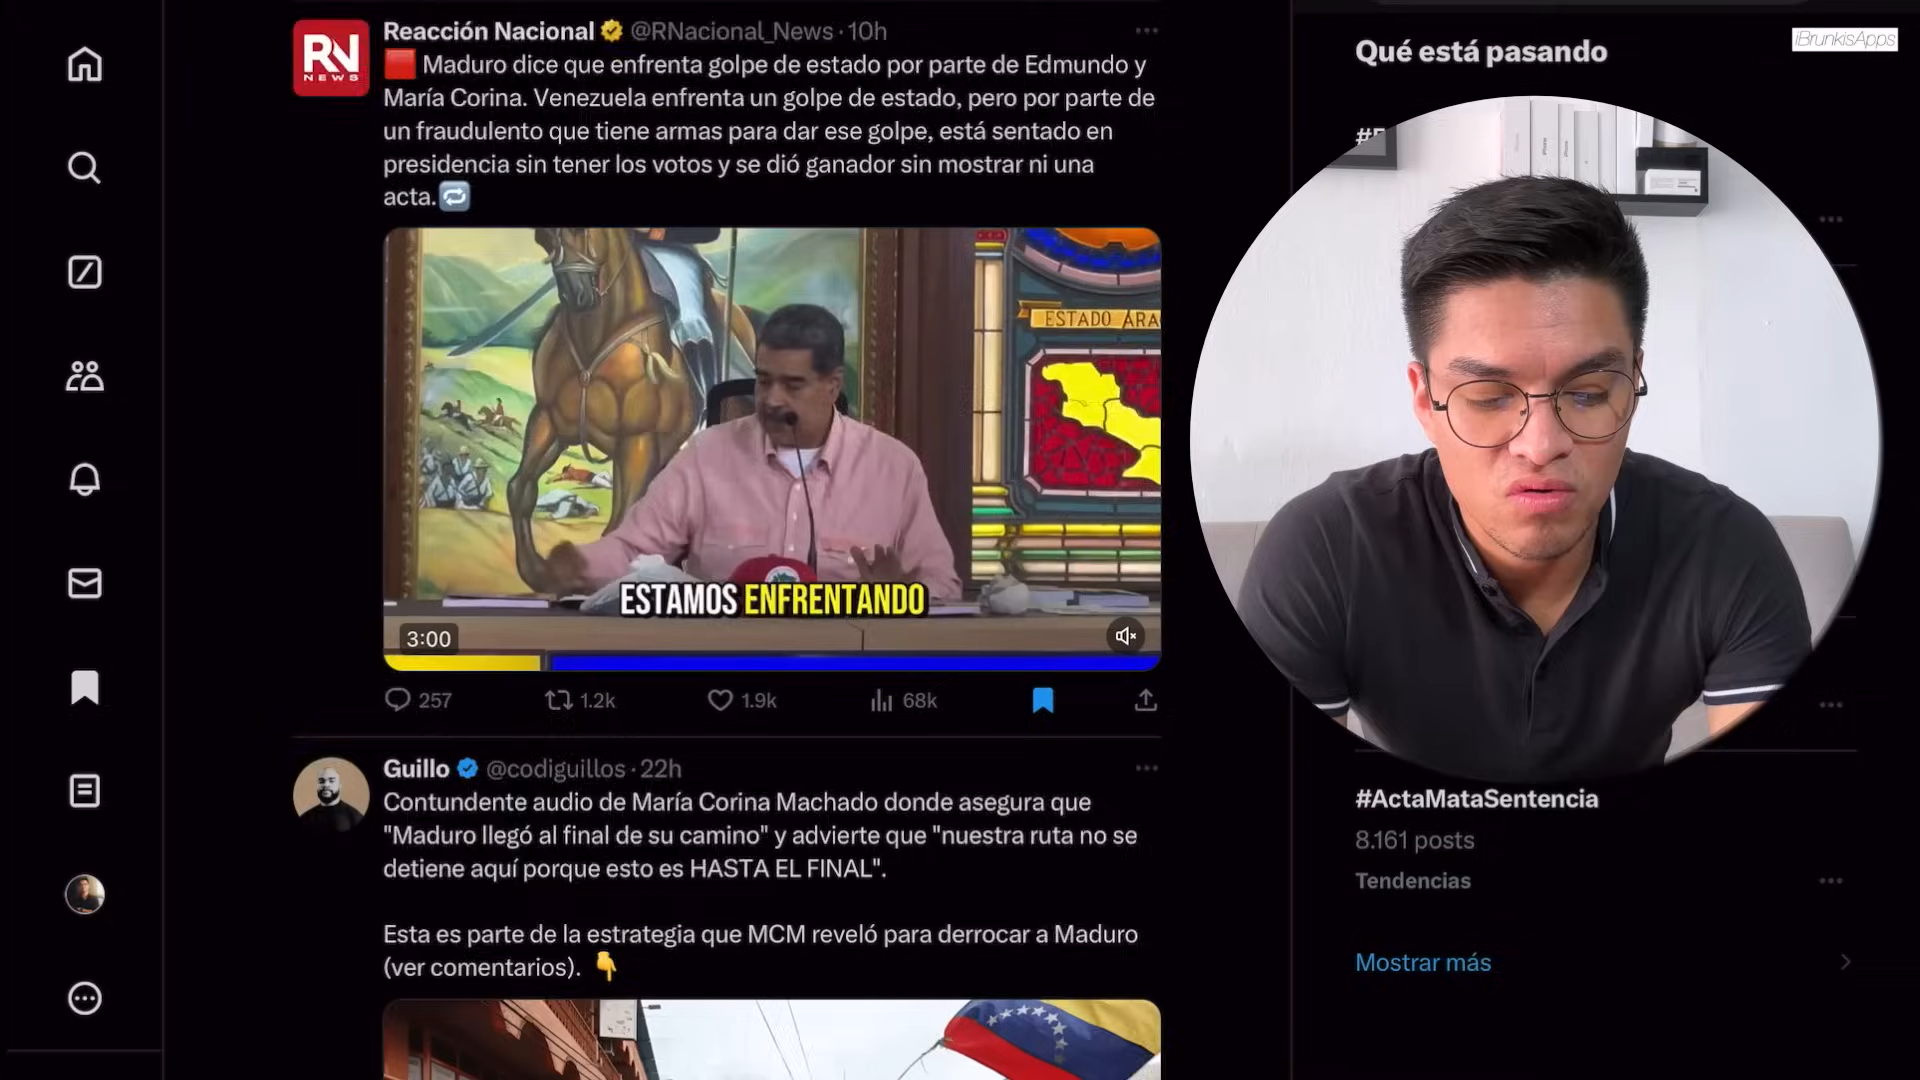 Reacción Nacional @RNacional_News · 10h
Maduro dice que enfrenta golpe de estado por parte de Edmundo y
María Corina. Venezuela enfrenta un golpe de estado, pero por parte de
un fraudulento que tiene armas para dar ese golpe, está sentado en
presidencia sin tener los votos y se dió ganador sin mostrar ni una
acta.
RN
NEWS
ESTADO ARA
ESTAMOS ENFRENTANDO
3:00
257
1.2k
1.9k
68k
Guillo @codiguillos · 22h
Contundente audio de María Corina Machado donde asegura que
"Maduro llegó al final de su camino" y advierte que "nuestra ruta no se
detiene aquí porque esto es HASTA EL FINAL".
Esta es parte de la estrategia que MCM reveló para derrocar a Maduro
(ver comentarios).
Qué está pasando
iBrunkisApps
#ActaMataSentencia
8.161 posts
Tendencias
Mostrar más